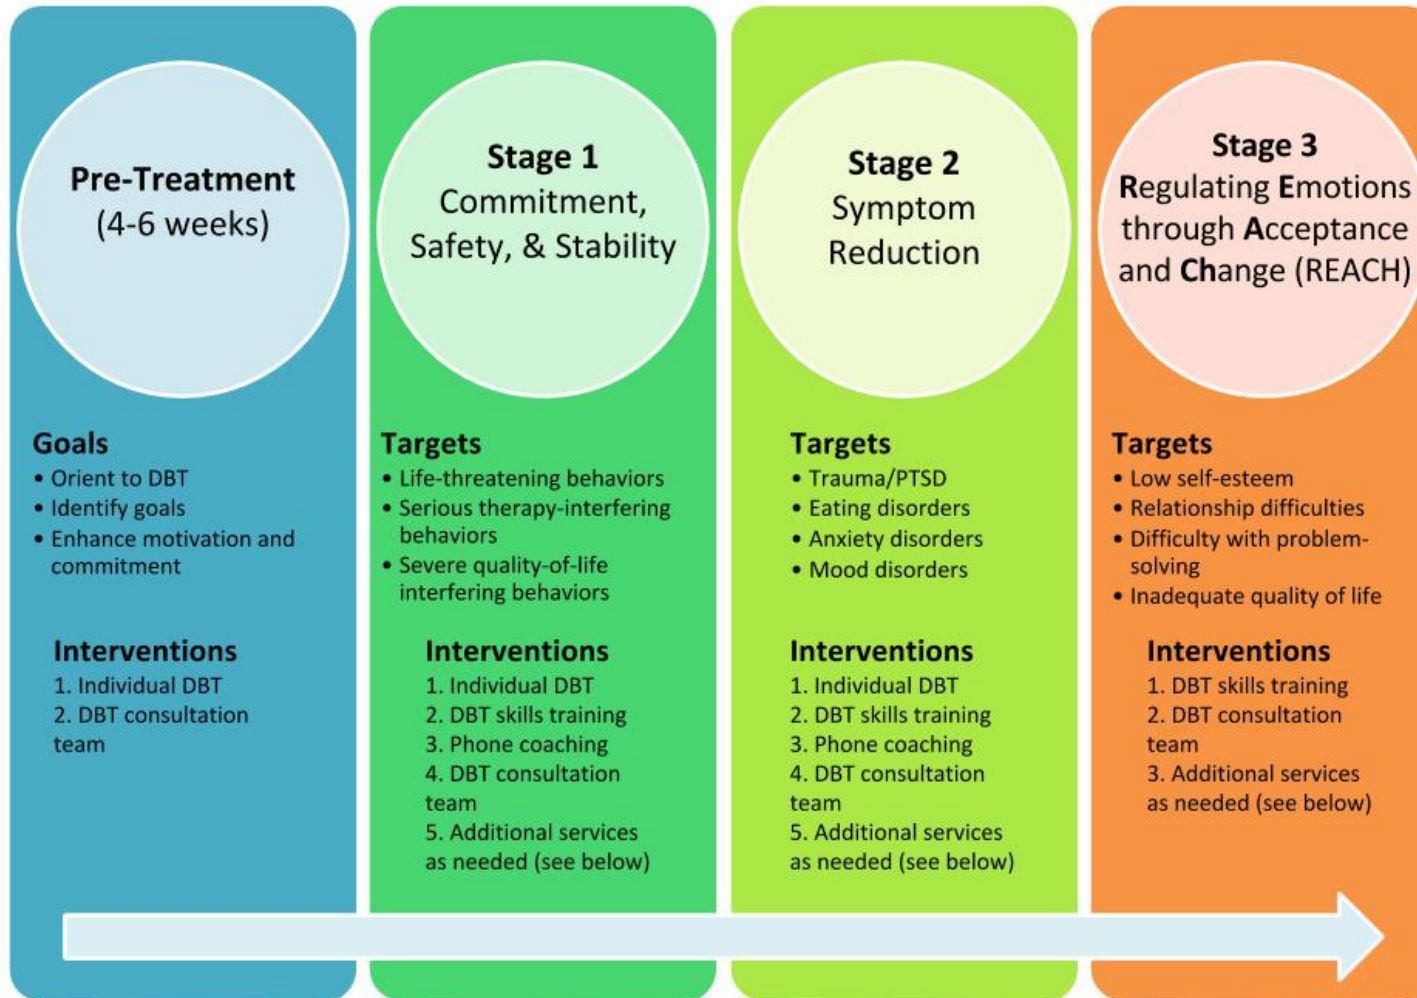 Pre-Treatment
(4-6 weeks)
Goals
• Orient to DBT
• Identify goals
• Enhance motivation and
commitment
Interventions
1. Individual DBT
2. DBT consultation
team
Stage 1
Commitment,
Safety, & Stability
Targets
• Life-threatening behaviors
• Serious therapy-interfering
behaviors
• Severe quality-of-life
interfering behaviors
Interventions
1. Individual DBT
2. DBT skills training
3. Phone coaching
4. DBT consultation
team
5. Additional services
as needed (see below)
Stage 2
Symptom
Reduction
Targets
• Trauma/PTSD
• Eating disorders
• Anxiety disorders
• Mood disorders
Interventions
1. Individual DBT
2. DBT skills training
3. Phone coaching
4. DBT consultation
team
5. Additional services
as needed (see below)
Stage 3
Regulating Emotions
through Acceptance
and Change (REACH)
Targets
• Low self-esteem
• Relationship difficulties
• Difficulty with problem-
solving
• Inadequate quality of life
Interventions
1. DBT skills training
2. DBT consultation
team
3. Additional services
as needed (see below)